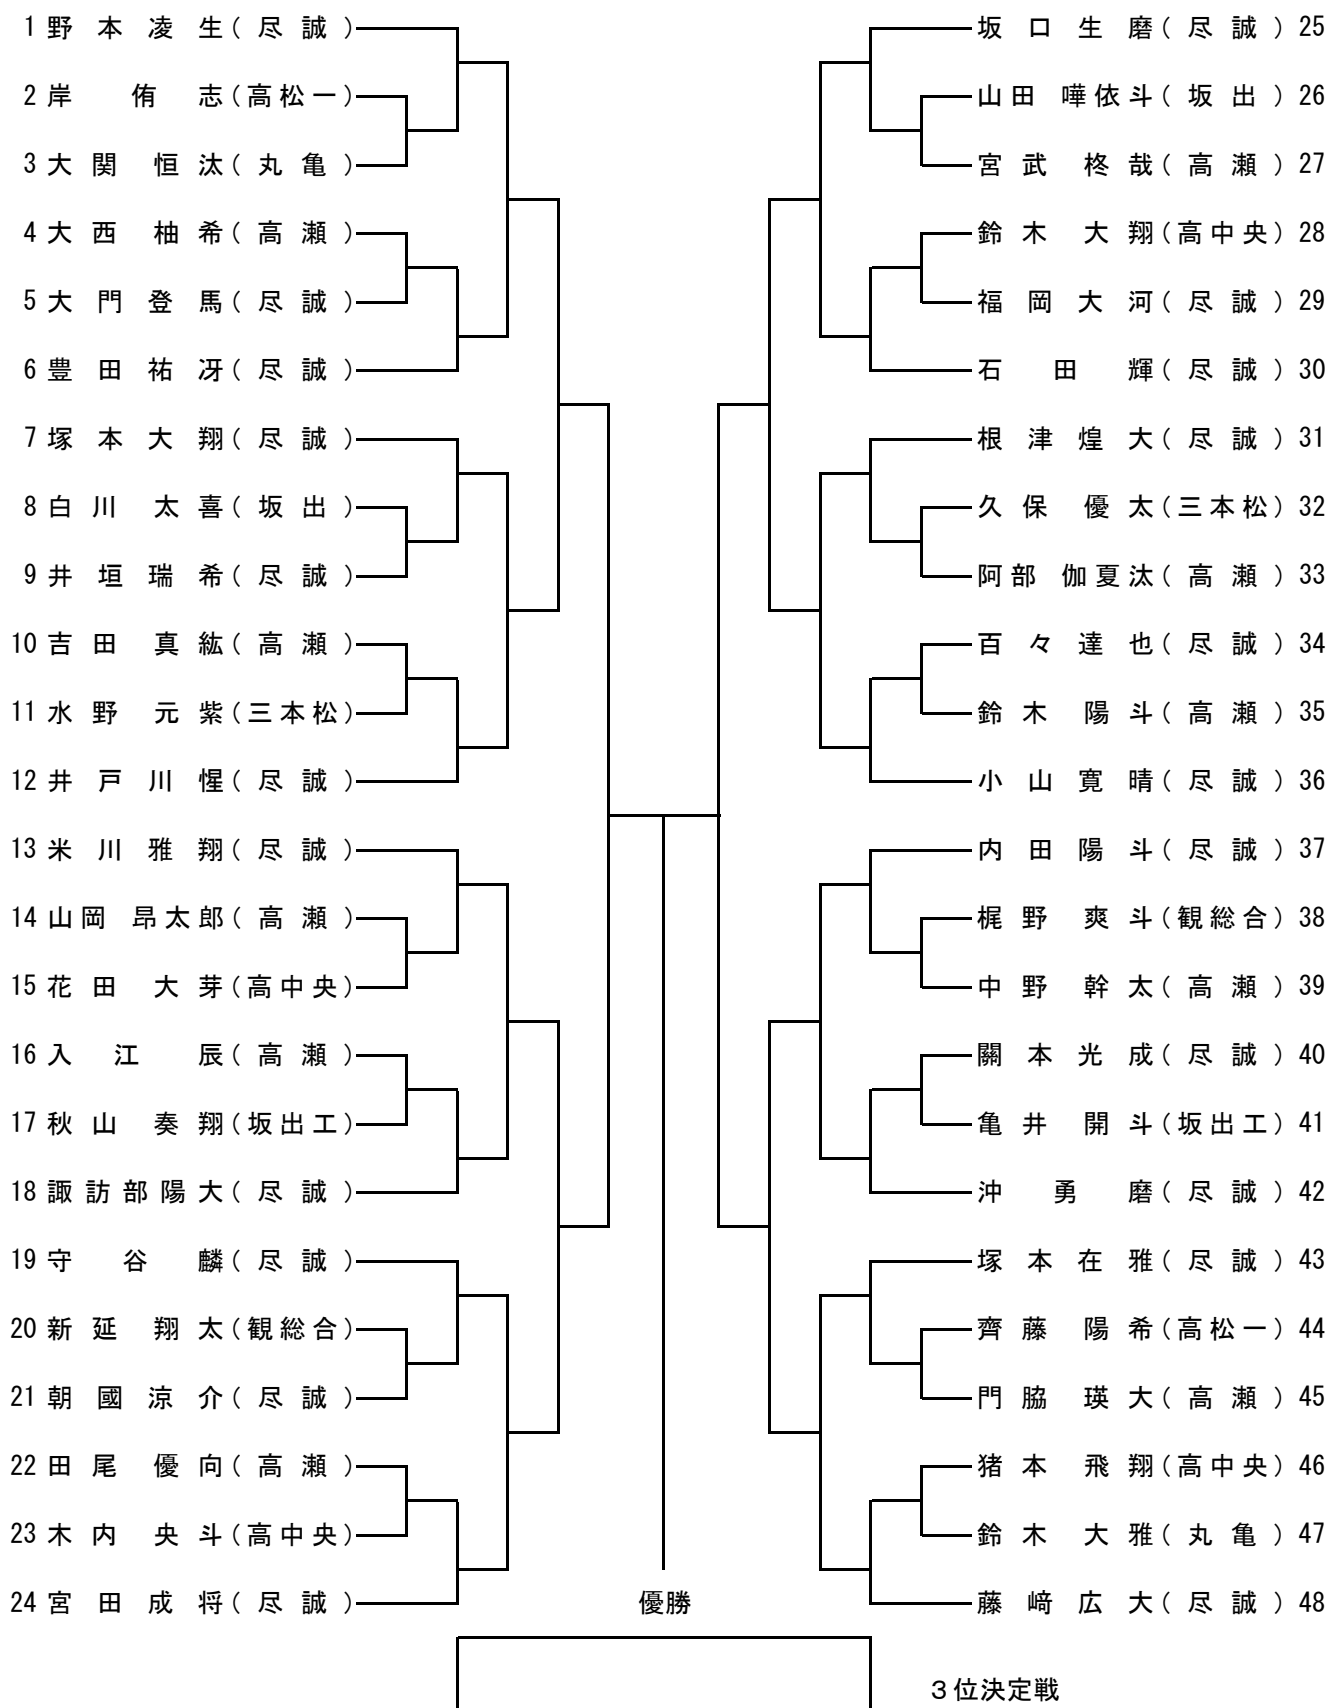 1 野本凌生(尽誠)
2 岸侑志(高松一)
3 大関恒汰(丸亀)
4 大西柚希(高瀬)
5 大門登馬(尽誠)
6 豊田祐冴(尽誠)
7 塚本大翔(尽誠)
8 白川太喜(坂出)
9 井垣瑞希(尽誠)
10 吉田真紘(高瀬)
11 水野元紫(三本松)
12 井戸川惺(尽誠)
13 米川雅翔(尽誠)
14 山岡昂太郎(高瀬)
15 花田大芽(高中央)
16 入江辰(高瀬)
17 秋山奏翔(坂出工)
18 諏訪部陽大(尽誠)
19 守谷麟(尽誠)
20 新延翔太(観総合)
21 朝國涼介(尽誠)
22 田尾優向(高瀬)
23 木内央斗(高中央)
24 宮田成将(尽誠)
坂口生磨(尽誠) 25
山田嘩依斗(坂出) 26
宮武柊哉(高瀬) 27
鈴木大翔(高中央) 28
福岡大河(尽誠) 29
石田輝(尽誠) 30
根津煌大(尽誠) 31
久保優太(三本松) 32
阿部伽夏汰(高瀬) 33
百々達也(尽誠) 34
鈴木陽斗(高瀬) 35
小山寛晴(尽誠) 36
内田陽斗(尽誠) 37
梶野爽斗(観総合) 38
中野幹太(高瀬) 39
關本光成(尽誠) 40
亀井開斗(坂出工) 41
沖勇磨(尽誠) 42
塚本在雅(尽誠) 43
齊藤陽希(高松一) 44
門脇瑛大(高瀬) 45
猪本飛翔(高中央) 46
鈴木大雅(丸亀) 47
藤﨑広大(尽誠) 48
優勝
３位決定戦